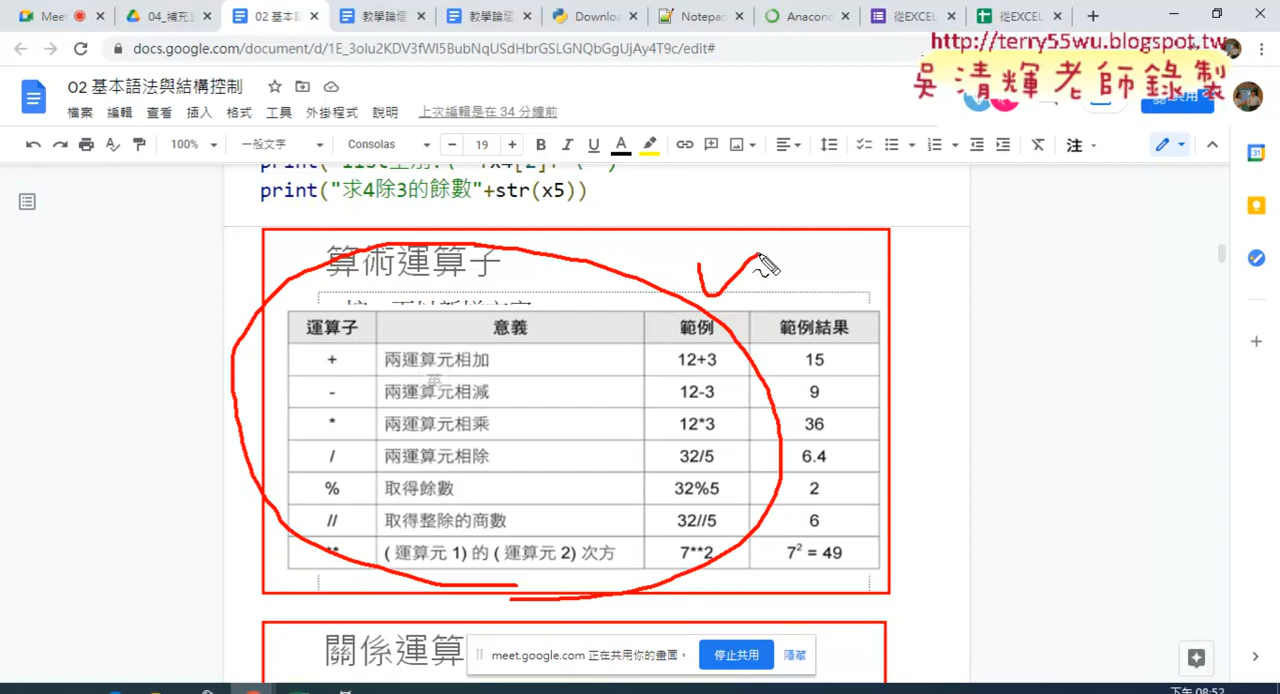 Meet
04_補充
02 基本語
教學論壇
教學論壇
Downlo
Notepa
Anacon
從EXCEL
從EXCEL
docs.google.com/document/d/1E_3olu2KDV3fWI5BubNqUSdHbrGSLGNQbGgUjAy4T9c/edit#
http://terry55wu.blogspot.tw
吳清輝老師錄製
02 基本語法與結構控制
檔案 編輯 查看 插入 格式 工具 外掛程式 說明 上次編輯是在 34 分鐘前
100% 一般文字 Consolas 19 B I U A 注
print("求4除3的餘數"+str(x5))
算術運算子
運算子 意義 範例 範例結果
+ 兩運算元相加 12+3 15
- 兩運算元相減 12-3 9
* 兩運算元相乘 12*3 36
/ 兩運算元相除 32/5 6.4
% 取得餘數 32%5 2
// 取得整除的商數 32//5 6
** ( 運算元 1) 的 ( 運算元 2) 次方 7**2 7² = 49
關係運算
meet.google.com 正在共用你的畫面。 停止共用 隱藏
下午 08:52